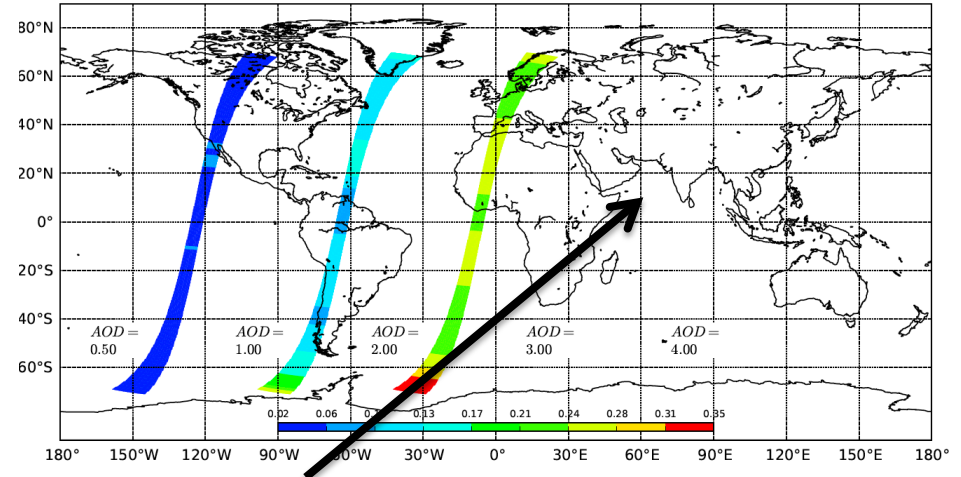 80°N
60°N
40°N
20°N
0°
20°S
40°S
60°S
AOD = AOD = AOD = AOD = AOD =
0.50 1.00 2.00 3.00 4.00
0.02 0.06 0.13 0.17 0.21 0.24 0.28 0.31 0.35
180° 150°W 120°W 90°W 60°W 30°W 0° 30°E 60°E 90°E 120°E 150°E 180°